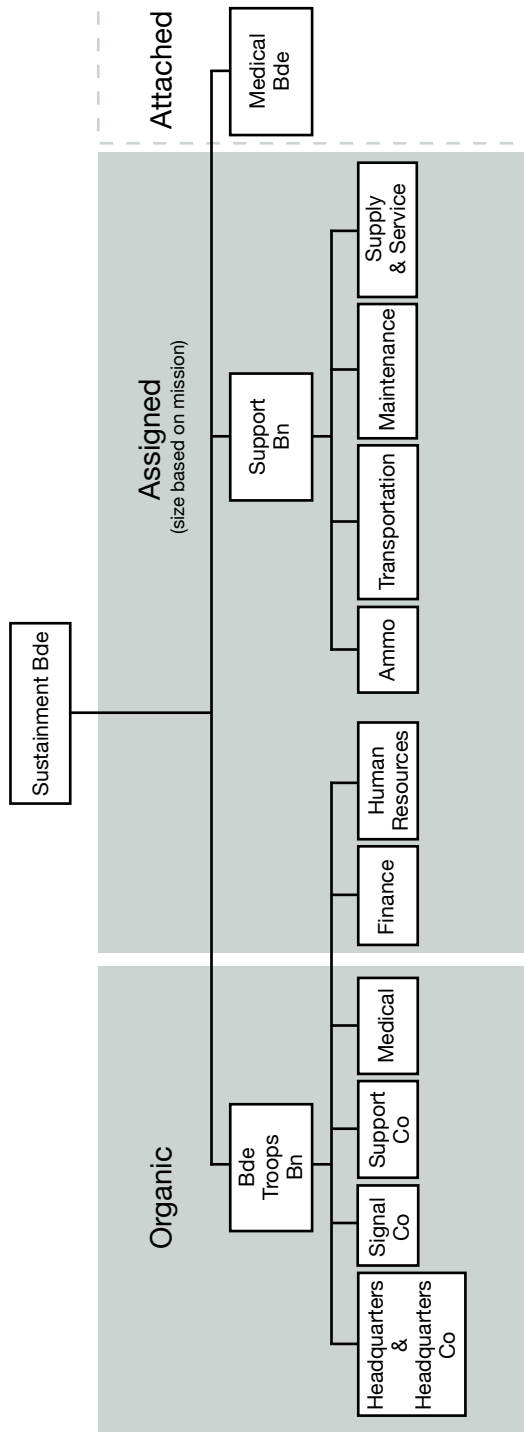 Sustainment Bde
Organic
Assigned
(size based on mission)
Attached
Bde
Troops
Bn
Support
Bn
Medical
Bde
Headquarters
&
Headquarters
Co
Signal
Co
Support
Co
Medical
Finance
Human
Resources
Ammo
Transportation
Maintenance
Supply
& Service